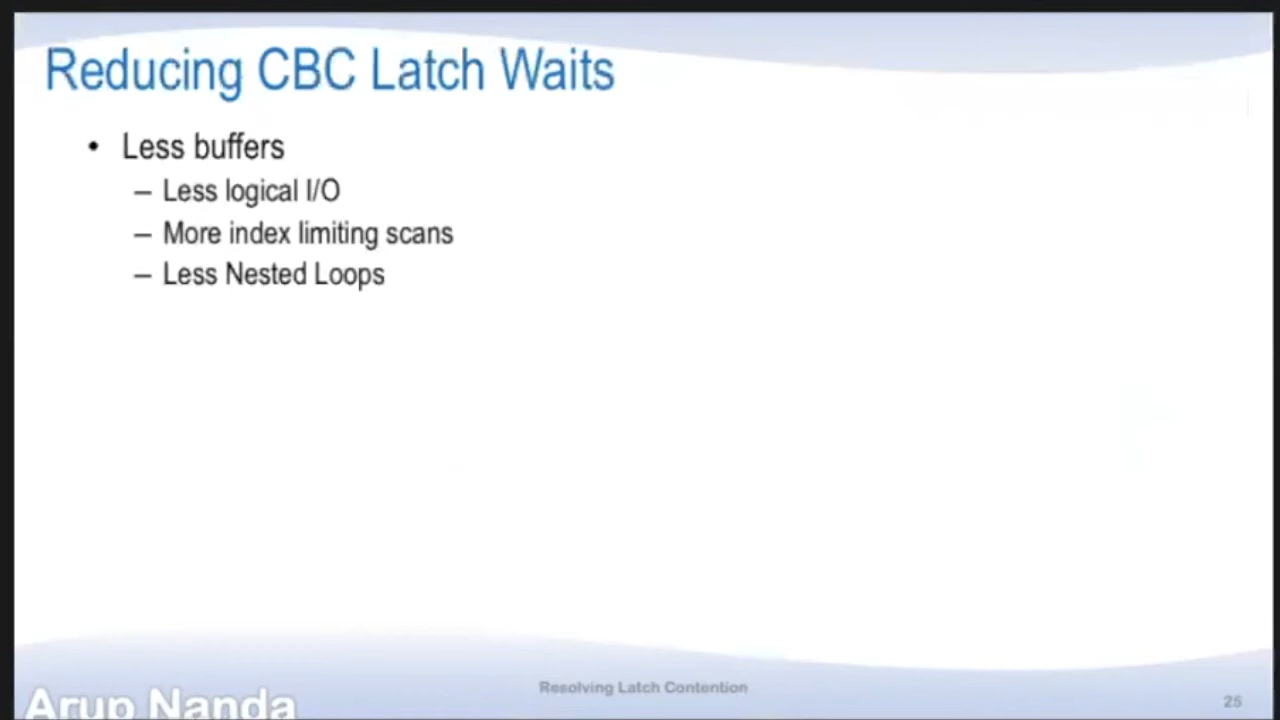 Reducing CBC Latch Waits
• Less buffers
– Less logical I/O
– More index limiting scans
– Less Nested Loops
Resolving Latch Contention
25
Arup Nanda